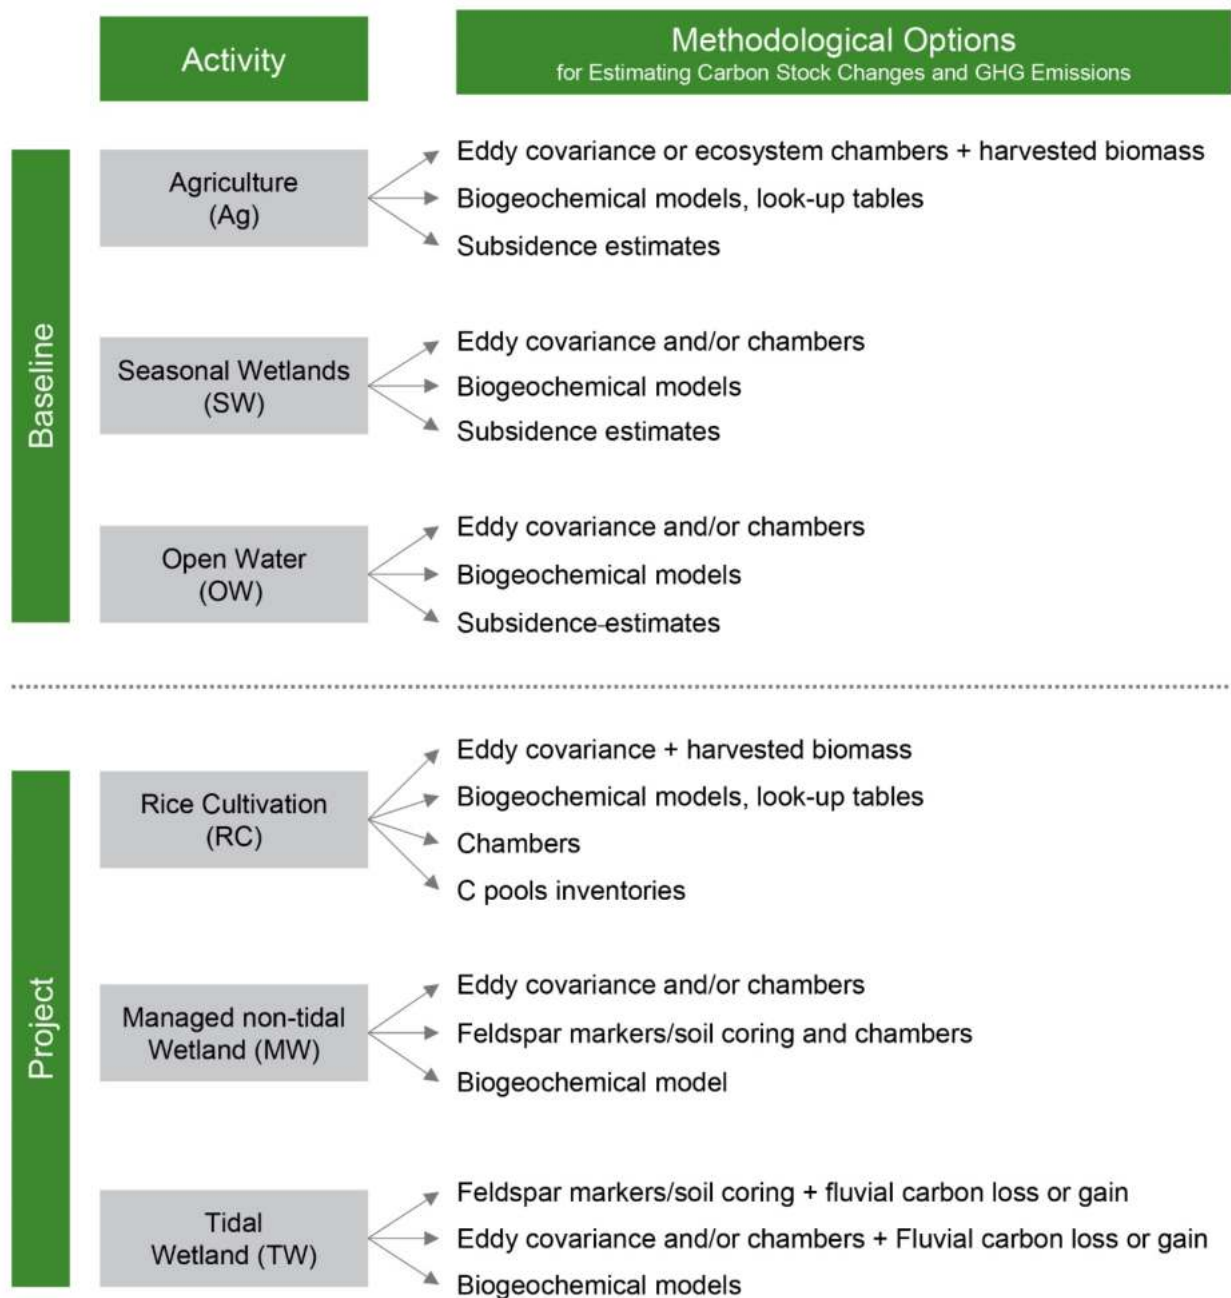 Activity
Methodological Options
for Estimating Carbon Stock Changes and GHG Emissions
Baseline
Agriculture
(Ag)
Eddy covariance or ecosystem chambers + harvested biomass
Biogeochemical models, look-up tables
Subsidence estimates
Seasonal Wetlands
(SW)
Eddy covariance and/or chambers
Biogeochemical models
Subsidence estimates
Open Water
(OW)
Eddy covariance and/or chambers
Biogeochemical models
Subsidence-estimates
Project
Rice Cultivation
(RC)
Eddy covariance + harvested biomass
Biogeochemical models, look-up tables
Chambers
C pools inventories
Managed non-tidal
Wetland (MW)
Eddy covariance and/or chambers
Feldspar markers/soil coring and chambers
Biogeochemical model
Tidal
Wetland (TW)
Feldspar markers/soil coring + fluvial carbon loss or gain
Eddy covariance and/or chambers + Fluvial carbon loss or gain
Biogeochemical models